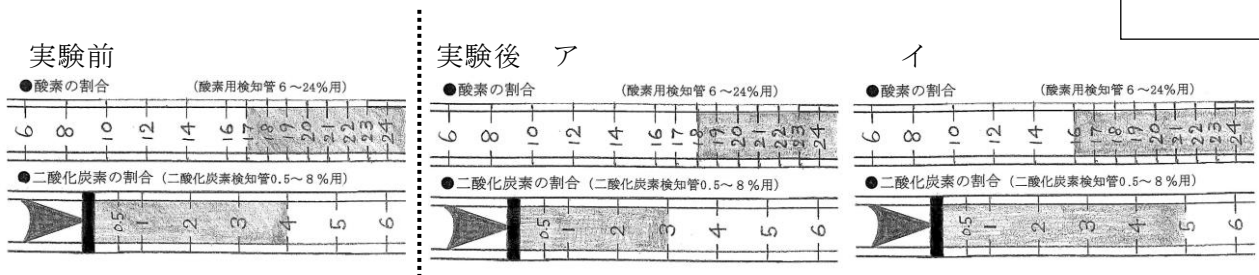 実験前
●酸素の割合 (酸素用検知管6～24%用)
6 8 10 12 14 16 17 18 19 20 21 22 23 24
●二酸化炭素の割合 (二酸化炭素検知管0.5～8%用)
0.5 1 2 3 4 5 6
実験後 ア
●酸素の割合 (酸素用検知管6～24%用)
6 8 10 12 14 16 17 18 19 20 21 22 23 24
●二酸化炭素の割合 (二酸化炭素検知管0.5～8%用)
0.5 1 2 3 4 5 6
イ
●酸素の割合 (酸素用検知管6～24%用)
6 8 10 12 14 16 17 18 19 20 21 22 23 24
●二酸化炭素の割合 (二酸化炭素検知管0.5～8%用)
0.5 1 2 3 4 5 6